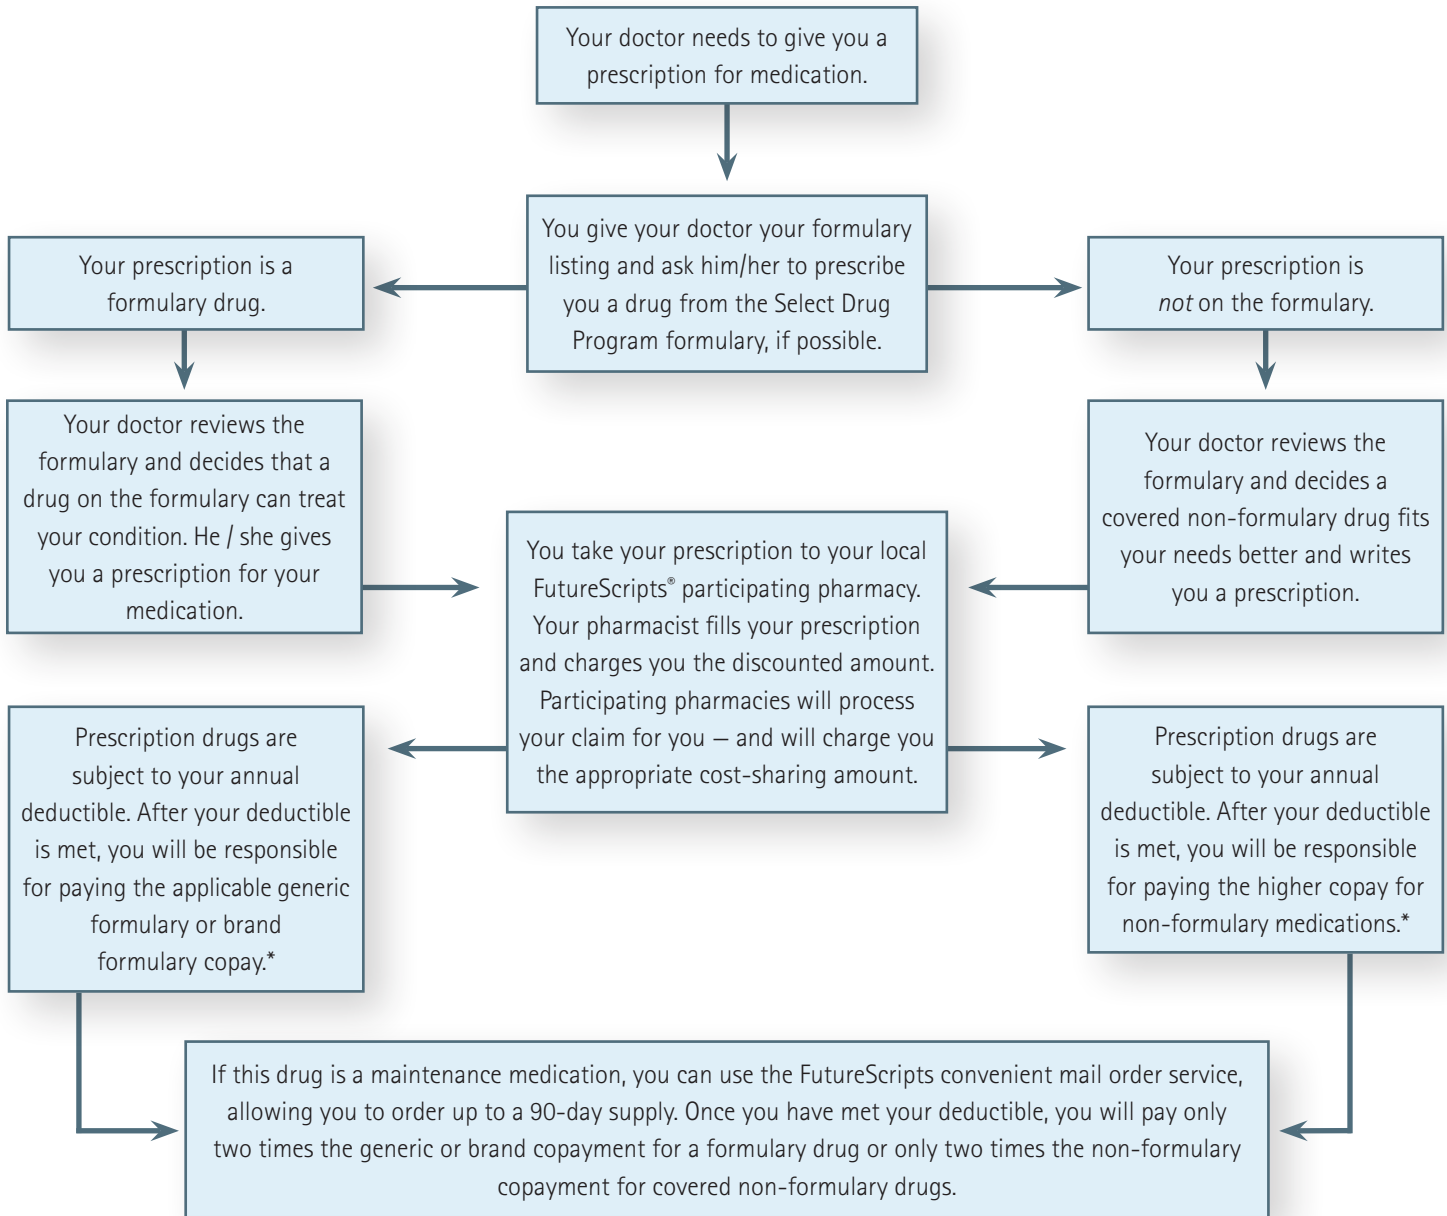 Your doctor needs to give you a
prescription for medication.
You give your doctor your formulary
listing and ask him/her to prescribe
you a drug from the Select Drug
Program formulary, if possible.
Your prescription is a
formulary drug.
Your prescription is
not on the formulary.
Your doctor reviews the
formulary and decides that a
drug on the formulary can treat
your condition. He / she gives
you a prescription for your
medication.
Your doctor reviews the
formulary and decides a
covered non-formulary drug fits
your needs better and writes
you a prescription.
You take your prescription to your local
FutureScripts® participating pharmacy.
Your pharmacist fills your prescription
and charges you the discounted amount.
Participating pharmacies will process
your claim for you — and will charge you
the appropriate cost-sharing amount.
Prescription drugs are
subject to your annual
deductible. After your deductible
is met, you will be responsible
for paying the applicable generic
formulary or brand
formulary copay.*
Prescription drugs are
subject to your annual
deductible. After your deductible
is met, you will be responsible
for paying the higher copay for
non-formulary medications.*
If this drug is a maintenance medication, you can use the FutureScripts convenient mail order service,
allowing you to order up to a 90-day supply. Once you have met your deductible, you will pay only
two times the generic or brand copayment for a formulary drug or only two times the non-formulary
copayment for covered non-formulary drugs.